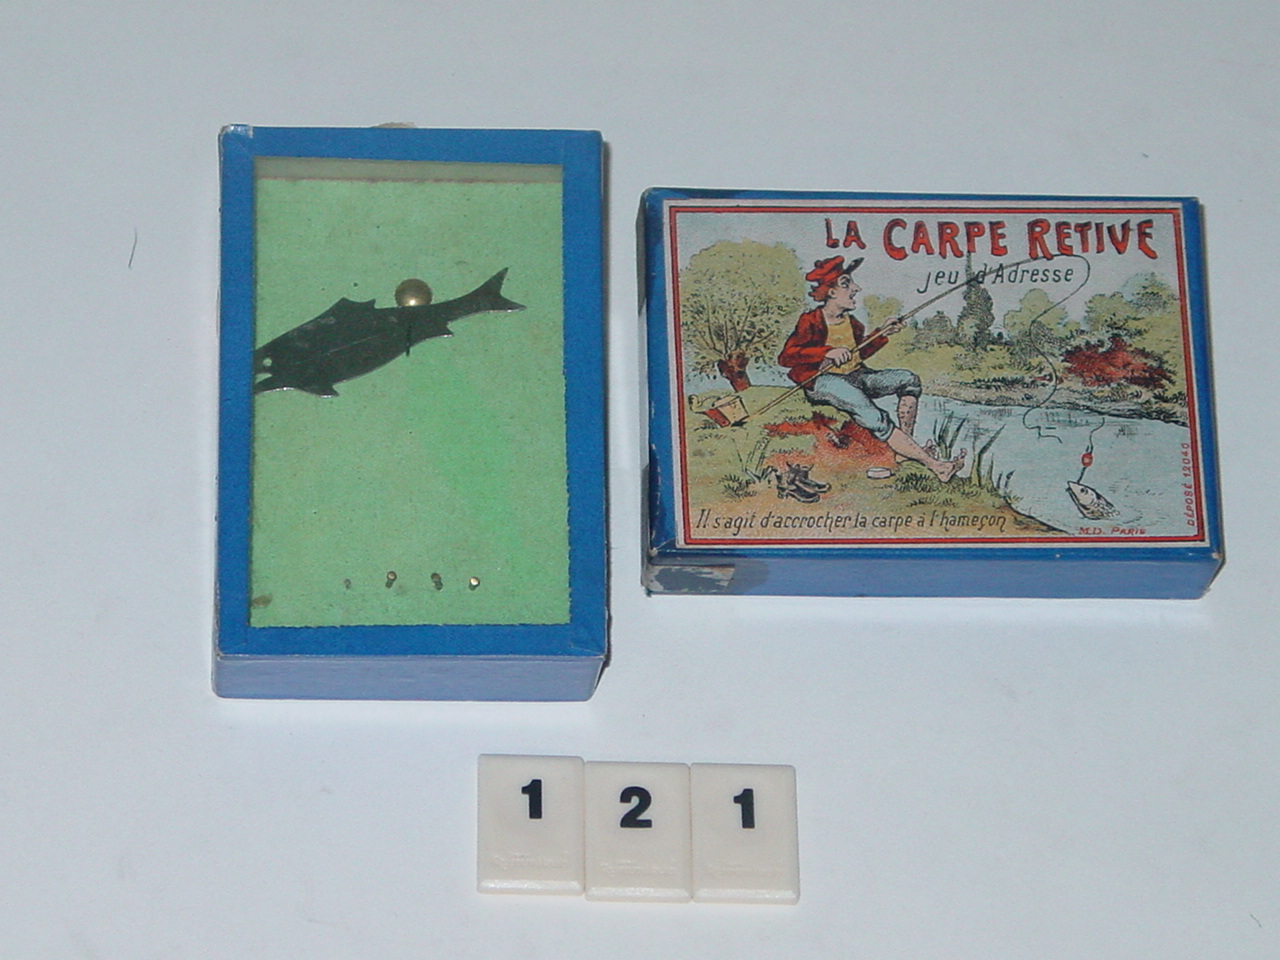 LA CARPE RETIVE
jeu d'Adresse
Il s'agit d'accrocher la carpe à l'hameçon
M.D. PARIS
DÉPOSÉ 12040
1 2 1